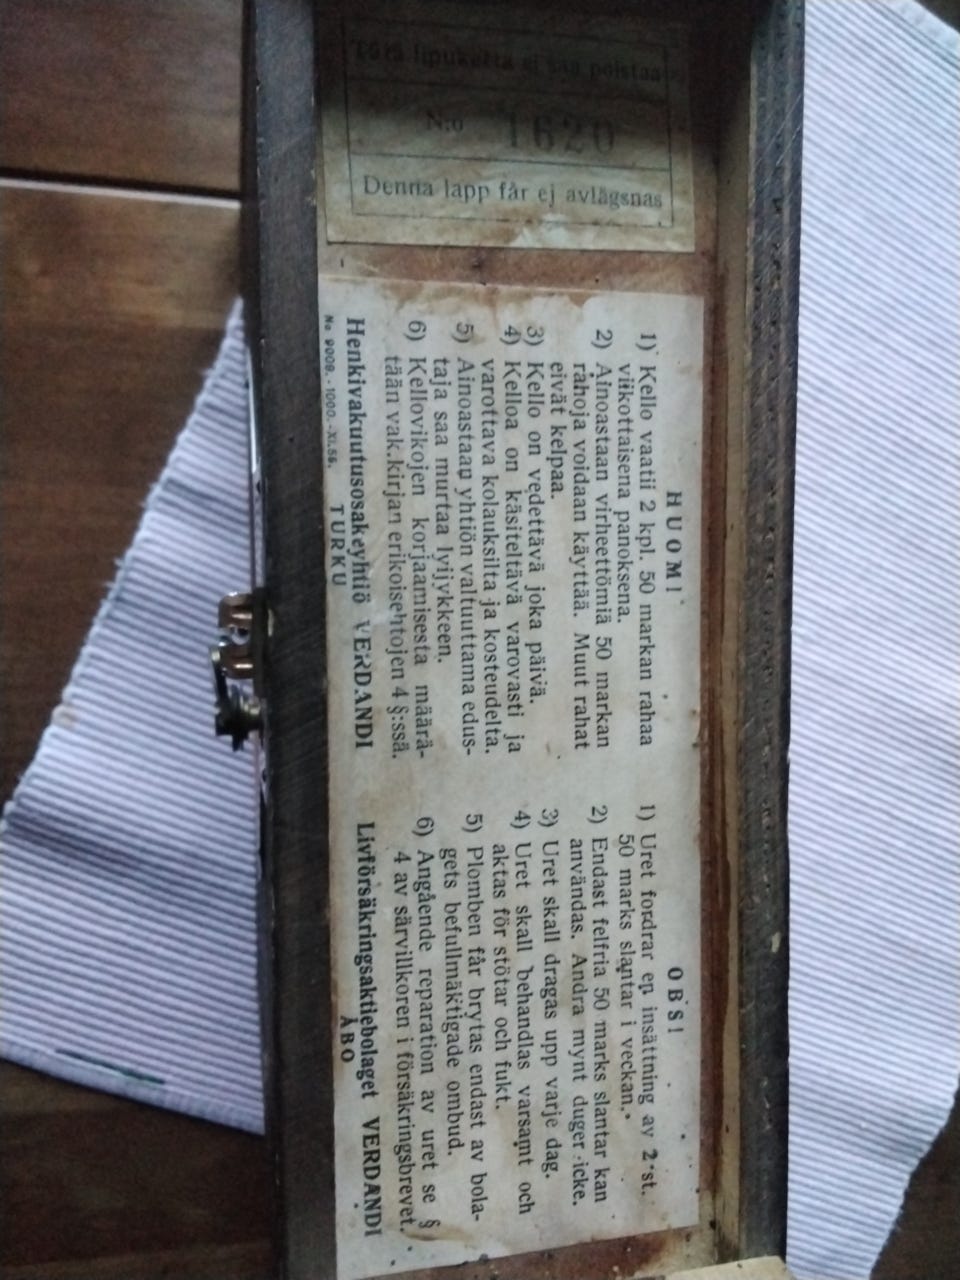 Tätä lipuketta ei saa poistaa
N:o 1620
Denna lapp får ej avlägsnas
HUOM!
1) Kello vaatii 2 kpl. 50 markan rahaa
viikottaisena panoksena.
2) Ainoastaan virheettömiä 50 markan
rahoja voidaan käyttää. Muut rahat
eivät kelpaa.
3) Kello on vedettävä joka päivä.
4) Kelloa on käsiteltävä varovasti ja
varottava kolauksilta ja kosteudelta.
5) Ainoastaan yhtiön valtuuttama edus-
taja saa murtaa lyijykkeen.
6) Kellovikojen korjaamisesta määrä-
tään vak.kirjan erikoisehtojen 4 §:ssä.
Henkivakuutusosakeyhtiö VERDANDI
TURKU
No 9009. - 1000. - XI.56.
OBS!
1) Uret fordrar en insättning av 2 st.
50 marks slantar i veckan.
2) Endast felfria 50 marks slantar kan
användas. Andra mynt duger icke.
3) Uret skall dragas upp varje dag.
4) Uret skall behandlas varsamt och
aktas för stötar och fukt.
5) Plomben får brytas endast av bola-
gets befullmäktigade ombud.
6) Angående reparation av uret se §
4 av särvillkoren i försäkringsbrevet.
Livförsäkringsaktiebolaget VERDANDI
ÅBO